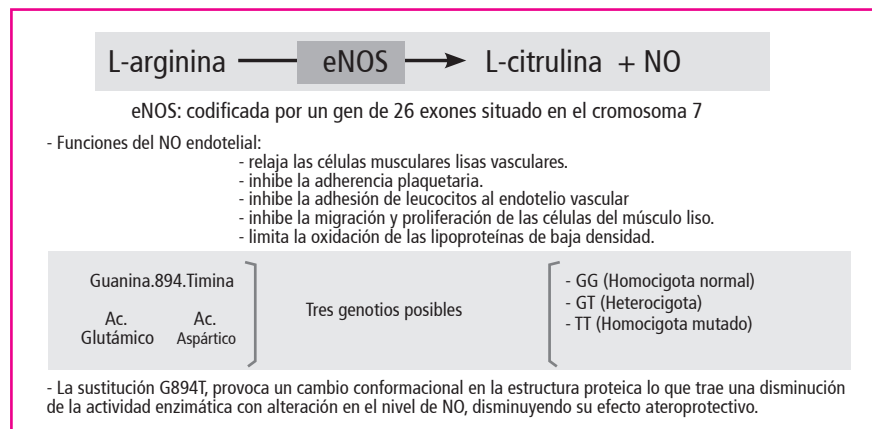 L-arginina eNOS L-citrulina + NO
eNOS: codificada por un gen de 26 exones situado en el cromosoma 7
- Funciones del NO endotelial:
- relaja las células musculares lisas vasculares.
- inhibe la adherencia plaquetaria.
- inhibe la adhesión de leucocitos al endotelio vascular
- inhibe la migración y proliferación de las células del músculo liso.
- limita la oxidación de las lipoproteínas de baja densidad.
Guanina.894.Timina
Ac. Ac.
Glutámico Aspártico
Tres genotios posibles
- GG (Homocigota normal)
- GT (Heterocigota)
- TT (Homocigota mutado)
- La sustitución G894T, provoca un cambio conformacional en la estructura proteica lo que trae una disminución
de la actividad enzimática con alteración en el nivel de NO, disminuyendo su efecto ateroprotectivo.